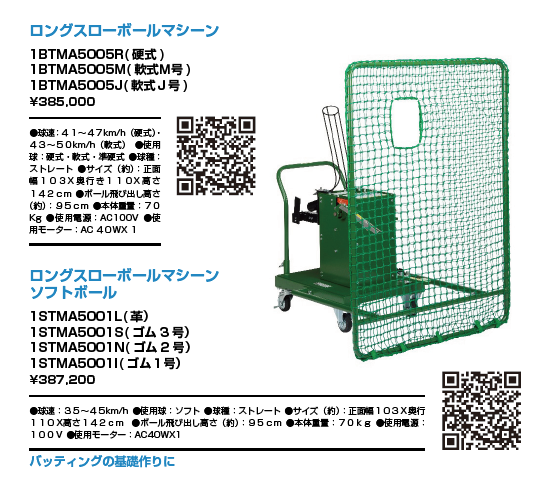 ロングスローボールマシーン
1BTMA5005R(硬式)
1BTMA5005M(軟式M号)
1BTMA5005J(軟式J号)
¥385,000
●球速：41～47km/h（硬式）・
43～50km/h（軟式） ●使用
球：硬式・軟式・準硬式 ●球種：
ストレート ●サイズ（約）：正面
幅103X奥行き110X高さ
142cm ●ボール飛び出し高さ
（約）：95cm ●本体重量：70
Kg ●使用電源：AC100V ●使
用モーター：AC 40WX 1
ロングスローボールマシーン
ソフトボール
1STMA5001L(革)
1STMA5001S(ゴム3号)
1STMA5001N(ゴム2号)
1STMA5001I(ゴム1号)
¥387,200
●球速：35～45km/h ●使用球：ソフト ●球種：ストレート ●サイズ（約）：正面幅103X奥行
110X高さ142cm ●ボール飛び出し高さ（約）：95cm ●本体重量：70kg ●使用電源：
100V ●使用モーター：AC40WX1
バッティングの基礎作りに